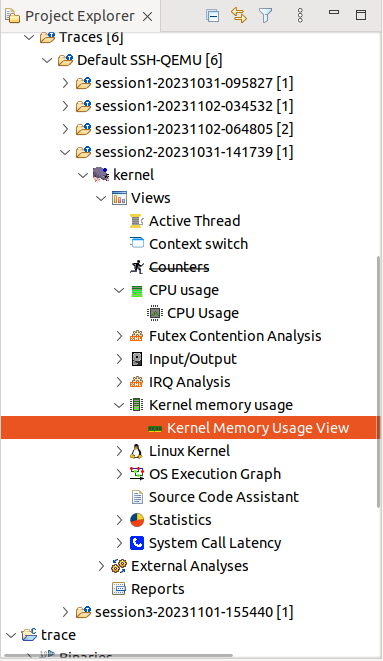 Project Explorer
Traces [6]
Default SSH-QEMU [6]
session1-20231031-095827 [1]
session1-20231102-034532 [1]
session1-20231102-064805 [2]
session2-20231031-141739 [1]
kernel
Views
Active Thread
Context switch
Counters
CPU usage
CPU Usage
Futex Contention Analysis
Input/Output
IRQ Analysis
Kernel memory usage
Kernel Memory Usage View
Linux Kernel
OS Execution Graph
Source Code Assistant
Statistics
System Call Latency
External Analyses
Reports
session3-20231101-155440 [1]
trace
Binaries